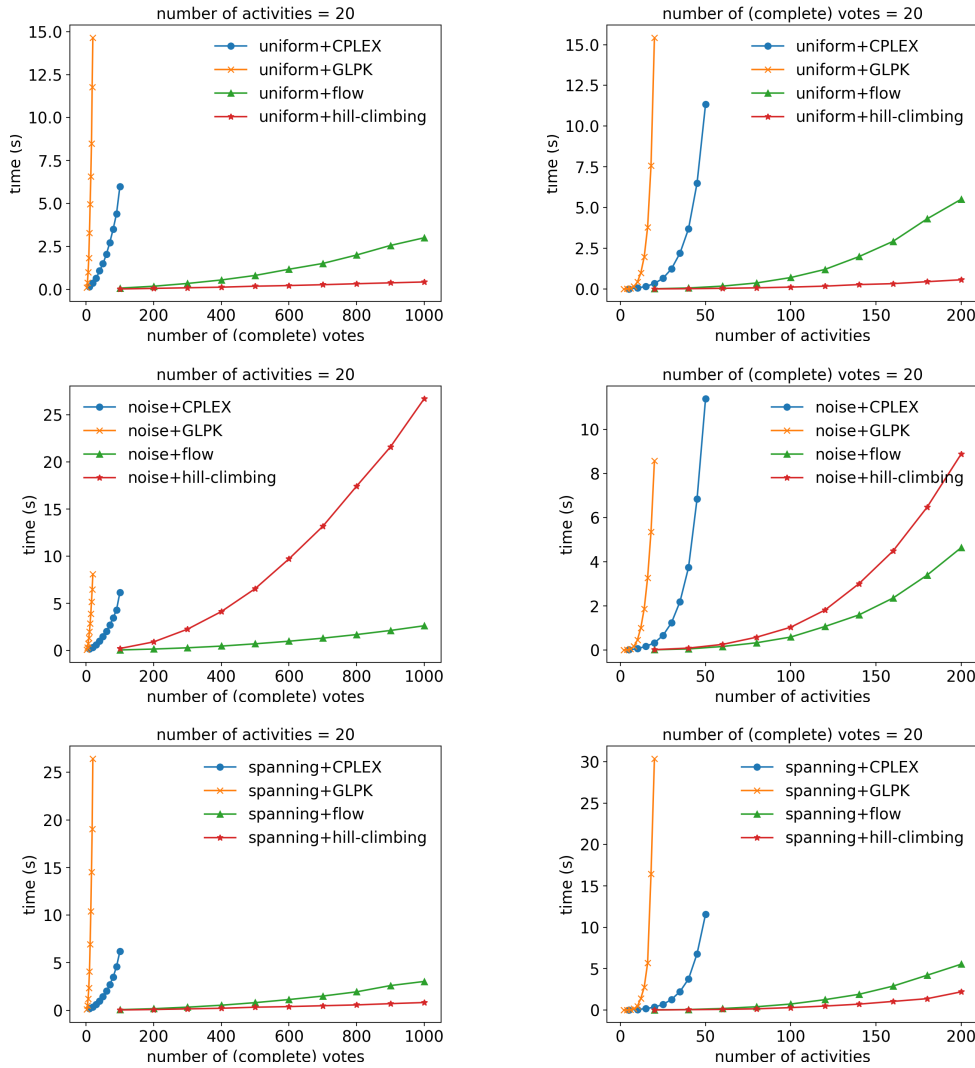 number of activities = 20
time (s)
15.0
12.5
10.0
7.5
5.0
2.5
0.0
uniform+CPLEX
uniform+GLPK
uniform+flow
uniform+hill-climbing
0 200 400 600 800 1000
number of (complete) votes
number of (complete) votes = 20
time (s)
15.0
12.5
10.0
7.5
5.0
2.5
0.0
uniform+CPLEX
uniform+GLPK
uniform+flow
uniform+hill-climbing
0 50 100 150 200
number of activities
number of activities = 20
time (s)
25
20
15
10
5
0
noise+CPLEX
noise+GLPK
noise+flow
noise+hill-climbing
0 200 400 600 800 1000
number of (complete) votes
number of (complete) votes = 20
time (s)
10
8
6
4
2
0
noise+CPLEX
noise+GLPK
noise+flow
noise+hill-climbing
0 50 100 150 200
number of activities
number of activities = 20
time (s)
25
20
15
10
5
0
spanning+CPLEX
spanning+GLPK
spanning+flow
spanning+hill-climbing
0 200 400 600 800 1000
number of (complete) votes
number of (complete) votes = 20
time (s)
30
25
20
15
10
5
0
spanning+CPLEX
spanning+GLPK
spanning+flow
spanning+hill-climbing
0 50 100 150 200
number of activities